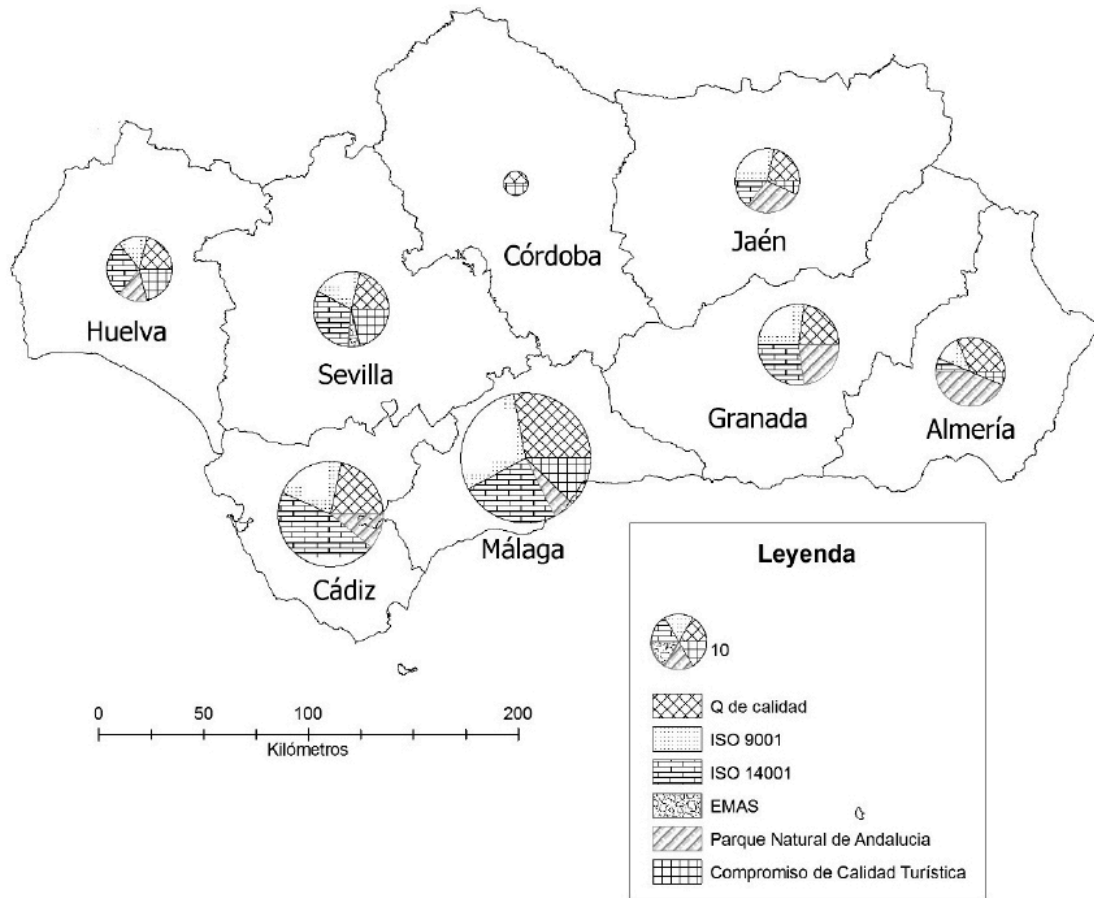 Córdoba
Jaén
Huelva
Sevilla
Granada
Almería
Málaga
Cádiz
Leyenda
10
Q de calidad
ISO 9001
ISO 14001
EMAS
Parque Natural de Andalucia
Compromiso de Calidad Turística
0 50 100 200
Kilómetros